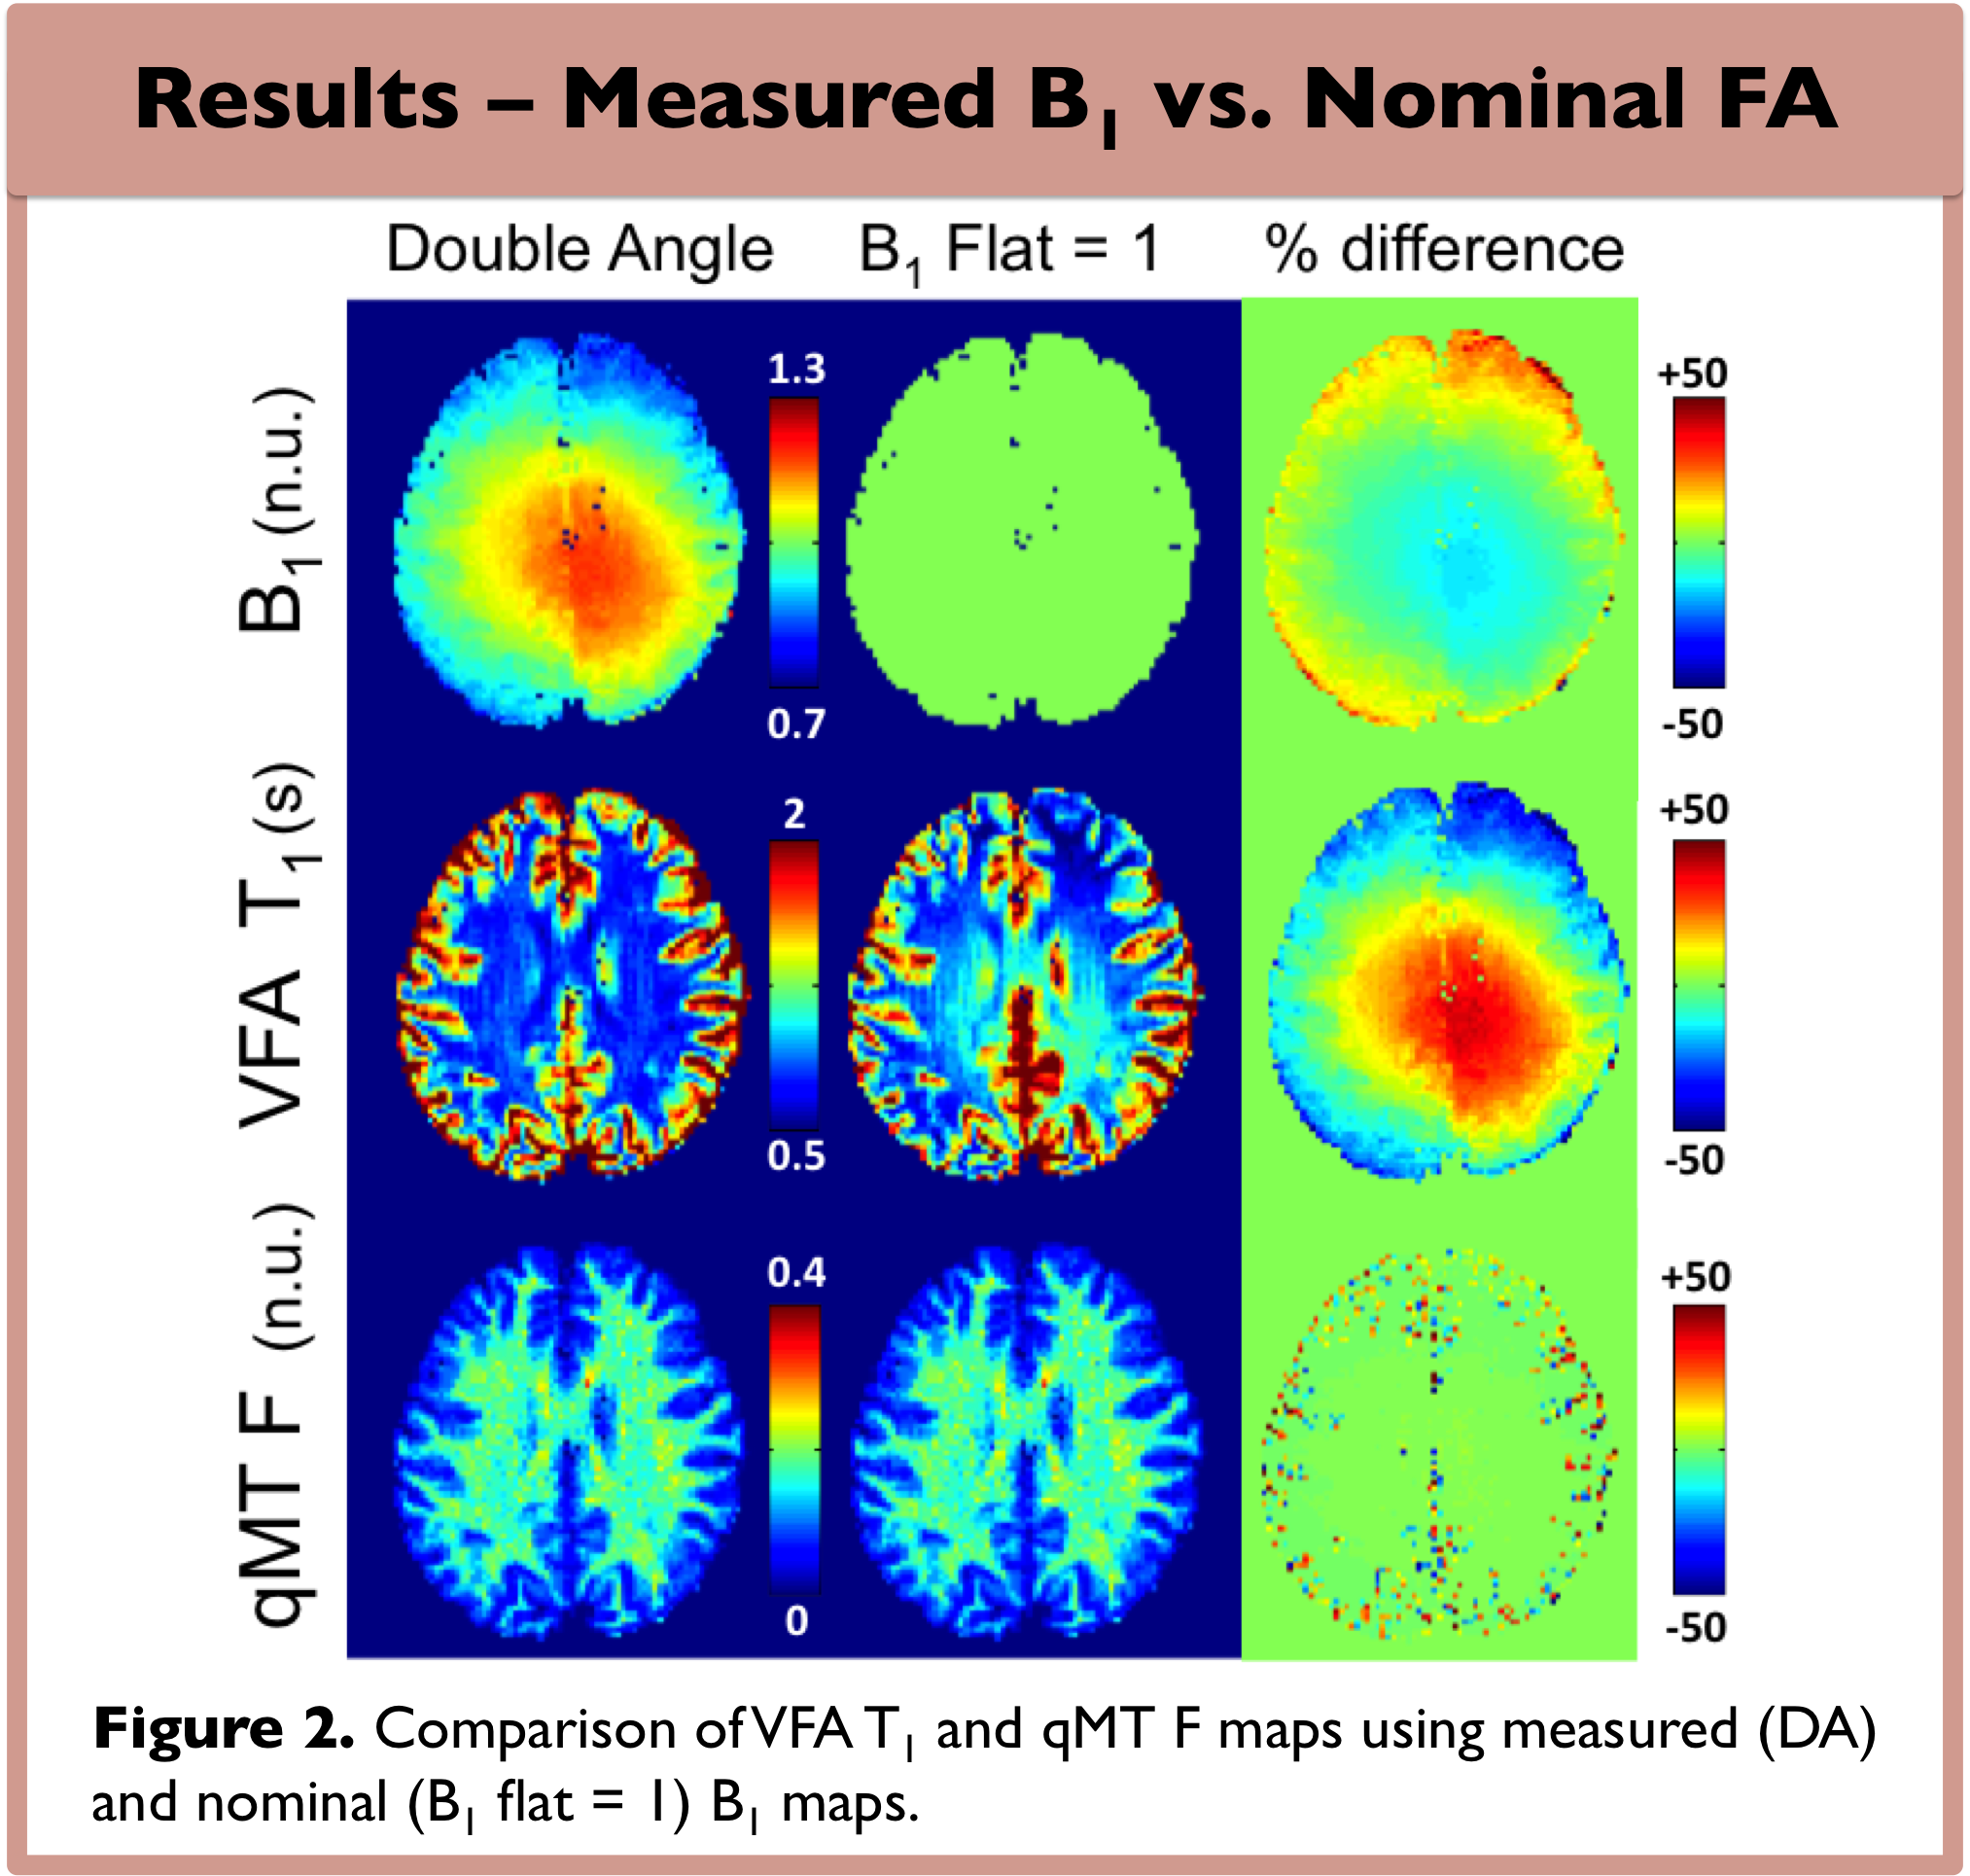 Results – Measured B1 vs. Nominal FA
Double Angle B1 Flat = 1 % difference
B1 (n.u.)
1.3
0.7
+50
-50
VFA T1 (s)
2
0.5
+50
-50
qMT F (n.u.)
0.4
0
+50
-50
Figure 2. Comparison of VFA T1 and qMT F maps using measured (DA)
and nominal (B1 flat = 1) B1 maps.